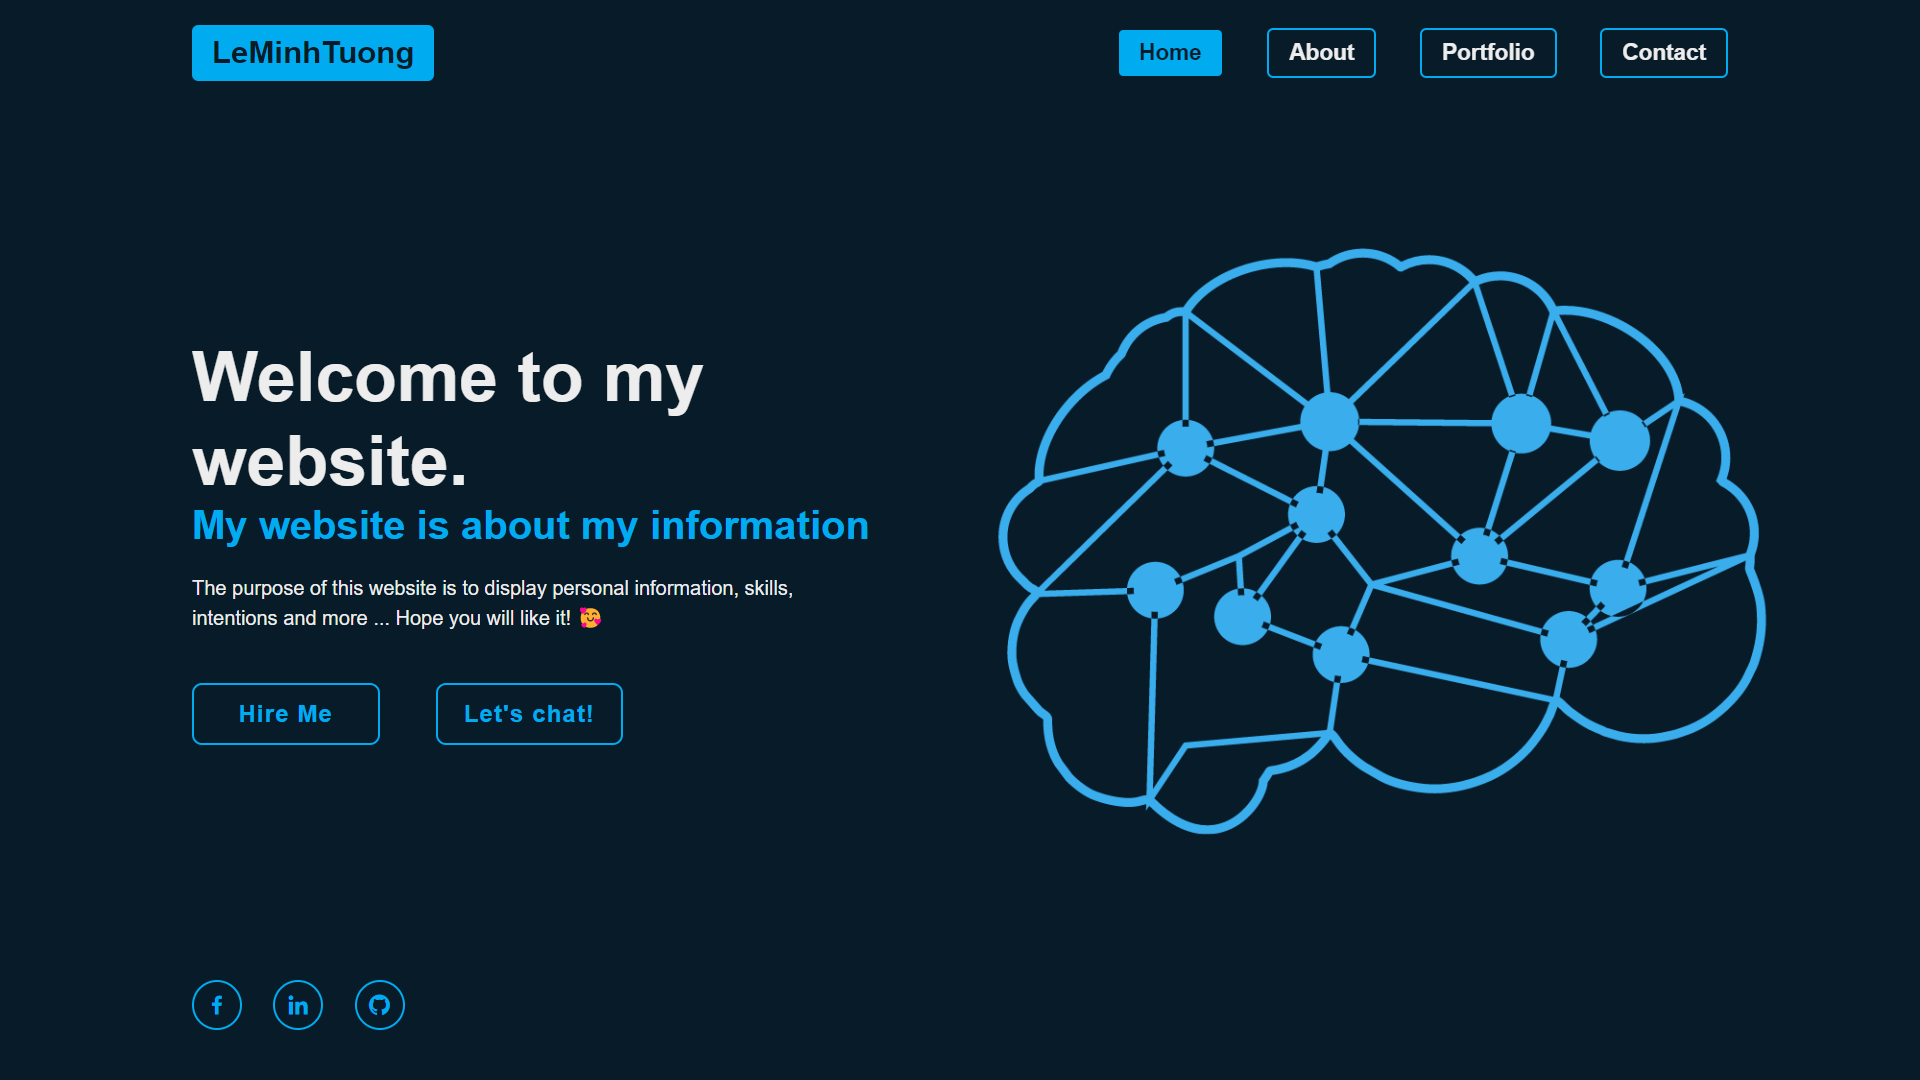 LeMinhTuong
Home
About
Portfolio
Contact
Welcome to my
website.
My website is about my information
The purpose of this website is to display personal information, skills,
intentions and more ... Hope you will like it! 🥰
Hire Me
Let's chat!